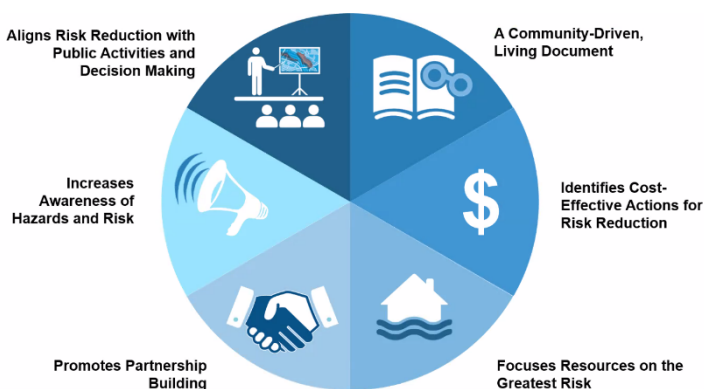 Aligns Risk Reduction with
Public Activities and
Decision Making
A Community-Driven,
Living Document
Increases
Awareness of
Hazards and Risk
$
Identifies Cost-
Effective Actions for
Risk Reduction
Promotes Partnership
Building
Focuses Resources on the
Greatest Risk